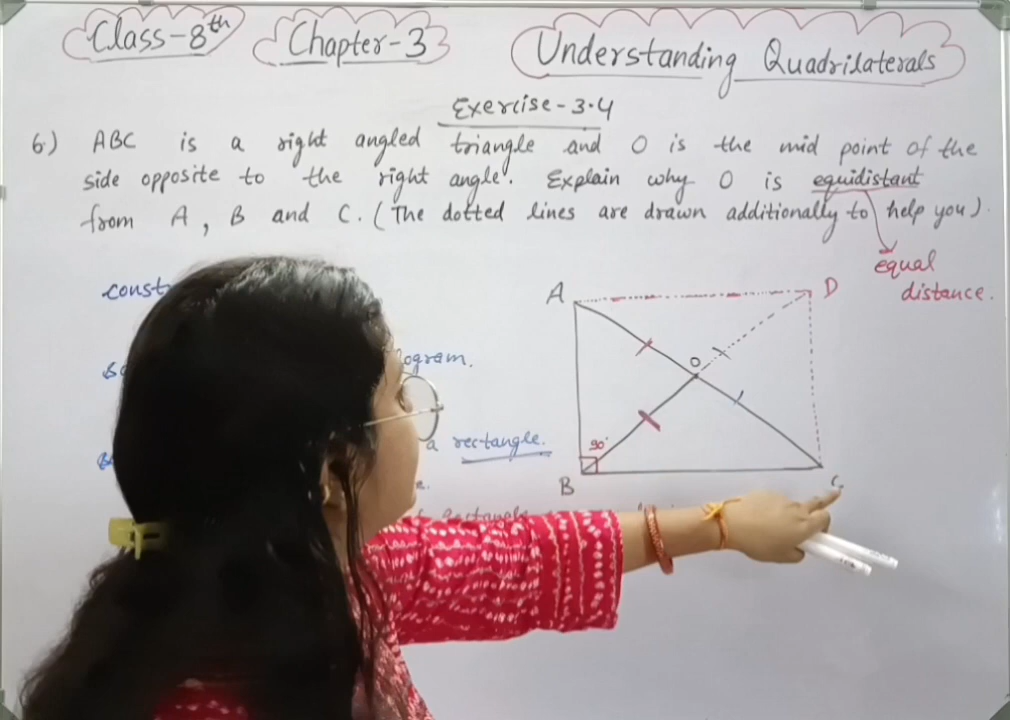 Class-8th Chapter-3 Understanding Quadrilaterals
Exercise-3.4
6) ABC is a right angled triangle and O is the mid point of the
side opposite to the right angle. Explain why O is equidistant
from A, B and C. (The dotted lines are drawn additionally to help you).
equal
distance.
const
A D
O
90°
B C
a rectangle.